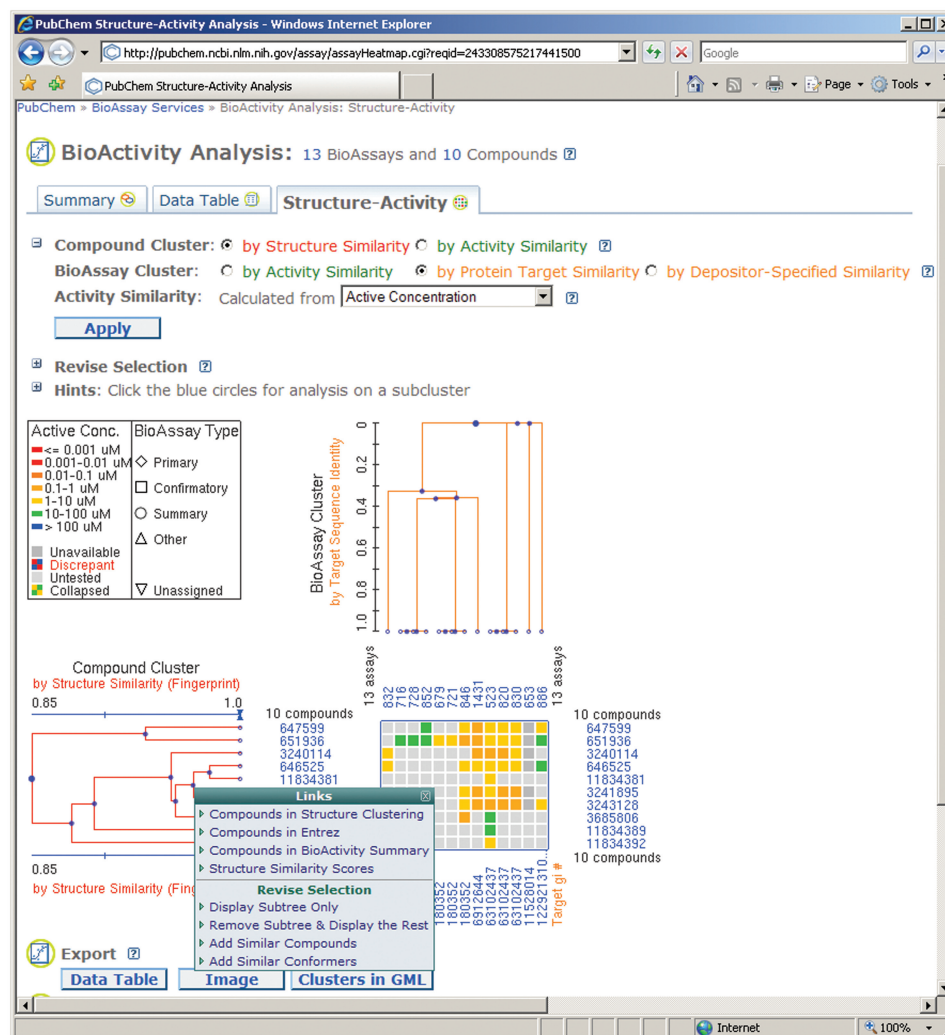 PubChem Structure-Activity Analysis - Windows Internet Explorer
http://pubchem.ncbi.nlm.nih.gov/assay/assayHeatmap.cgi?reqid=243308575217441500
Google
PubChem Structure-Activity Analysis
Page
Tools
PubChem » BioAssay Services » BioActivity Analysis: Structure-Activity
BioActivity Analysis: 13 BioAssays and 10 Compounds ?
Summary
Data Table
Structure-Activity
Compound Cluster: by Structure Similarity by Activity Similarity ?
BioAssay Cluster: by Activity Similarity by Protein Target Similarity by Depositor-Specified Similarity ?
Activity Similarity: Calculated from Active Concentration ?
Apply
Revise Selection ?
Hints: Click the blue circles for analysis on a subcluster
Active Conc.
<= 0.001 uM
0.001-0.01 uM
0.01-0.1 uM
0.1-1 uM
1-10 uM
10-100 uM
> 100 uM
Unavailable
Discrepant
Untested
Collapsed
BioAssay Type
Primary
Confirmatory
Summary
Other
Unassigned
BioAssay Cluster
by Target Sequence Identity
0
0.2
0.4
0.6
0.8
1.0
Compound Cluster
by Structure Similarity (Fingerprint)
0.85 1.0
13 assays
832
716
728
852
679
721
846
1431
523
820
830
653
886
13 assays
10 compounds
647599
651936
3240114
646525
11834381
10 compounds
647599
651936
3240114
646525
11834381
3241895
3243128
3685806
11834389
11834392
10 compounds
Links
Compounds in Structure Clustering
Compounds in Entrez
Compounds in BioActivity Summary
Structure Similarity Scores
Revise Selection
Display Subtree Only
Remove Subtree & Display the Rest
Add Similar Compounds
Add Similar Conformers
0.85
by Structure Similarity (Fing
180352
180352
180352
6912644
63102437
63102437
63102437
11528014
122921310...
Target gi #
Export ?
Data Table
Image
Clusters in GML
Internet
100%